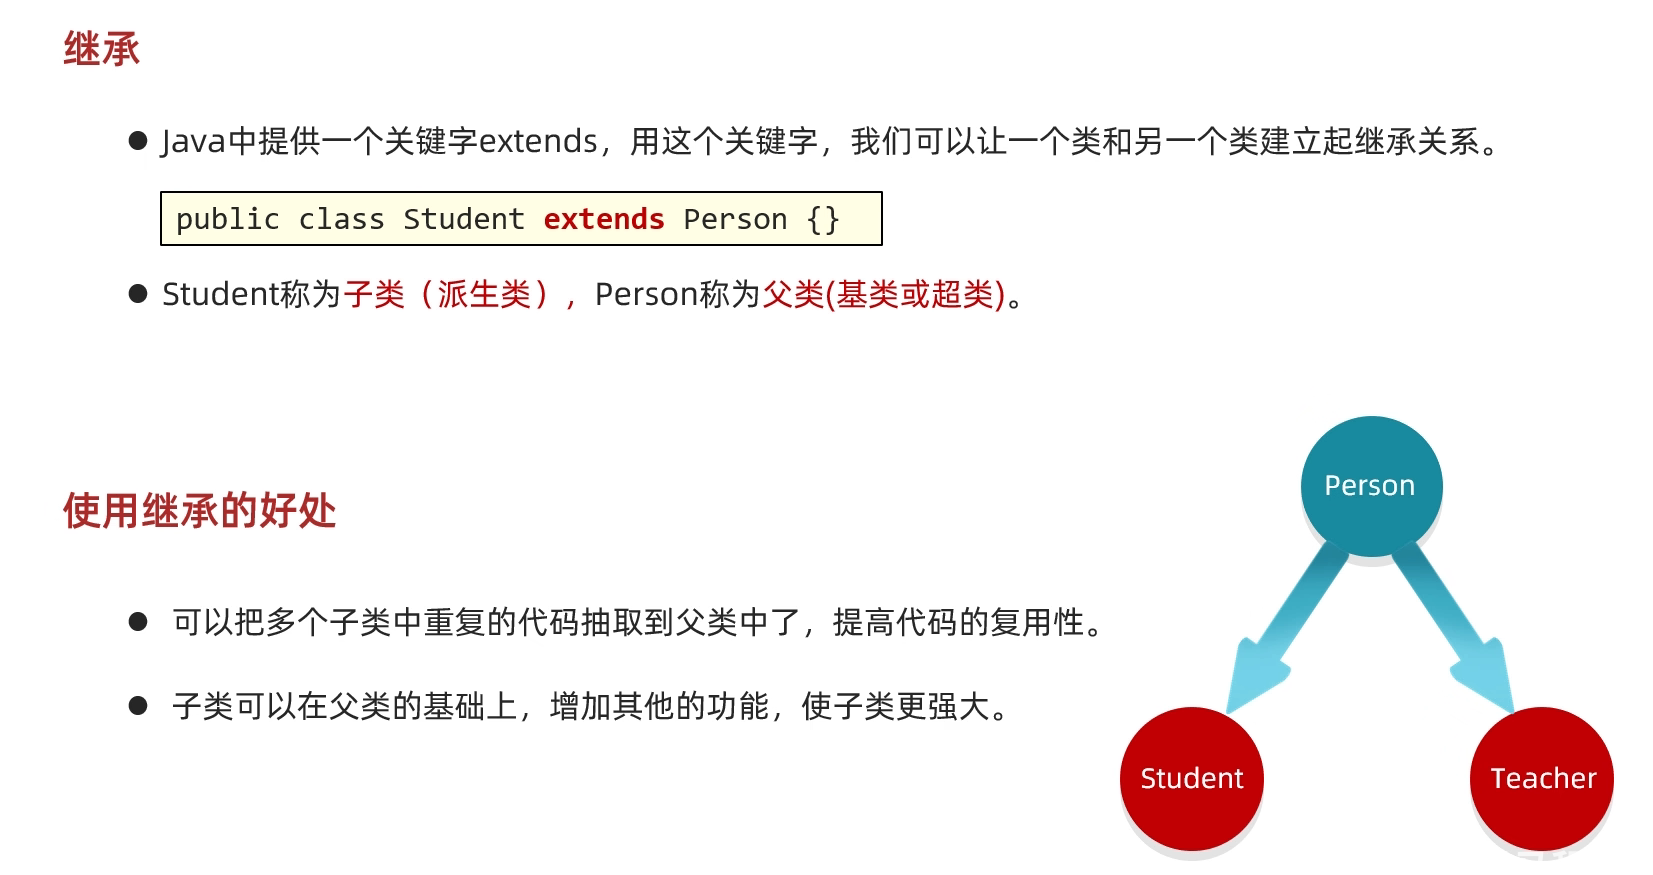 继承
Java中提供一个关键字extends，用这个关键字，我们可以让一个类和另一个类建立起继承关系。
public class Student extends Person {}
Student称为子类（派生类），Person称为父类(基类或超类)。
使用继承的好处
可以把多个子类中重复的代码抽取到父类中了，提高代码的复用性。
子类可以在父类的基础上，增加其他的功能，使子类更强大。
Person
Student
Teacher